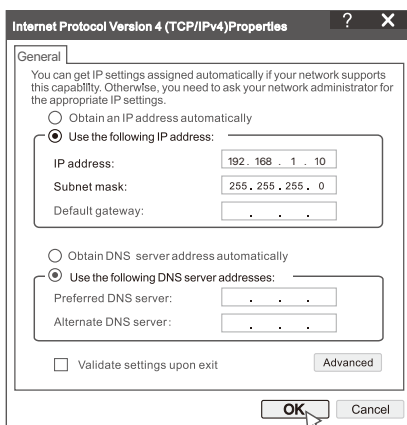 Internet Protocol Version 4 (TCP/IPv4)Properties ? X
General
You can get IP settings assigned automatically if your network supports
this capability. Otherwise, you need to ask your network administrator for
the appropriate IP settings.
Obtain an IP address automatically
Use the following IP address:
IP address: 192. 168 . 1 . 10
Subnet mask: 255. 255. 255. 0
Default gateway: . . .
Obtain DNS server address automatically
Use the following DNS server addresses:
Preferred DNS server: . . .
Alternate DNS server: . . .
Validate settings upon exit Advanced
OK Cancel